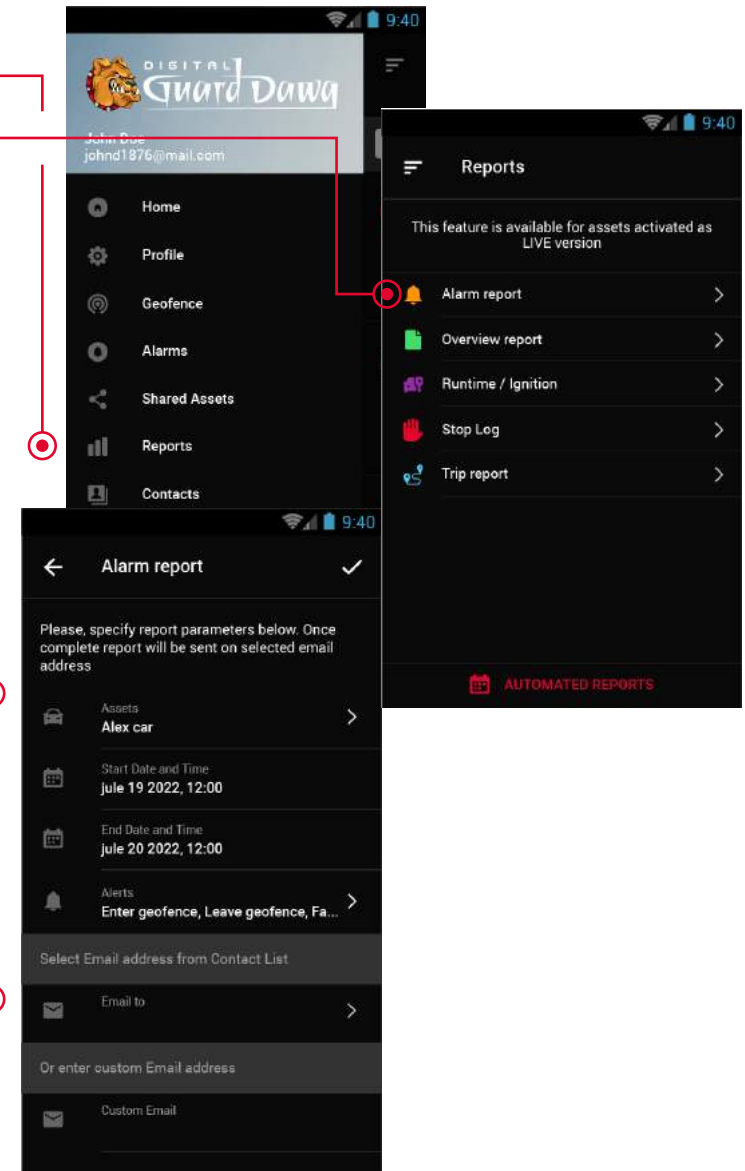 9:40
DIGITAL
Guard Dawg
John Doe
johnd1876@mail.com
Home
Profile
Geofence
Alarms
Shared Assets
Reports
Contacts
9:40
Reports
This feature is available for assets activated as
LIVE version
Alarm report
Overview report
Runtime / Ignition
Stop Log
Trip report
AUTOMATED REPORTS
9:40
Alarm report
Please, specify report parameters below. Once
complete report will be sent on selected email
address
Assets
Alex car
Start Date and Time
jule 19 2022, 12:00
End Date and Time
jule 20 2022, 12:00
Alerts
Enter geofence, Leave geofence, Fa...
Select Email address from Contact List
Email to
Or enter custom Email address
Custom Email